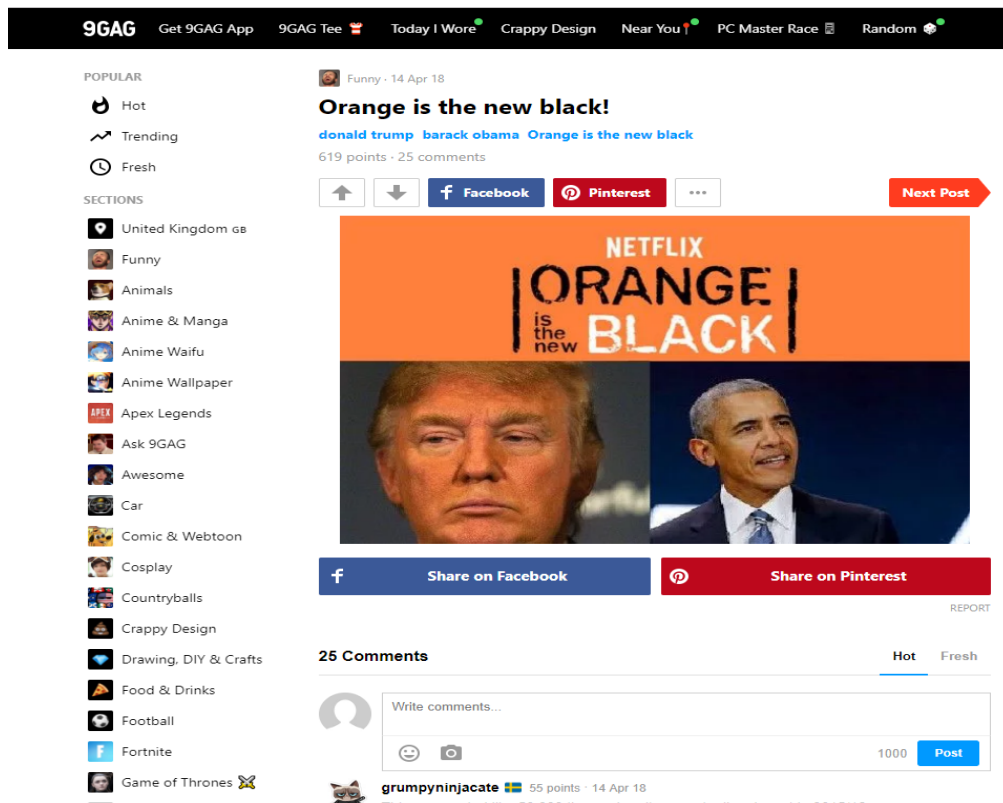 9GAG Get 9GAG App 9GAG Tee Today I Wore Crappy Design Near You PC Master Race Random
POPULAR
Hot
Trending
Fresh
SECTIONS
United Kingdom GB
Funny
Animals
Anime & Manga
Anime Waifu
Anime Wallpaper
APEX Apex Legends
Ask 9GAG
Awesome
Car
Comic & Webtoon
Cosplay
Countryballs
Crappy Design
Drawing, DIY & Crafts
Food & Drinks
Football
Fortnite
Game of Thrones
Funny · 14 Apr 18
Orange is the new black!
donald trump barack obama Orange is the new black
619 points · 25 comments
Facebook Pinterest ••• Next Post
NETFLIX
ORANGE
is the new BLACK
Share on Facebook Share on Pinterest
REPORT
25 Comments Hot Fresh
Write comments...
1000 Post
grumpyninjacate 55 points · 14 Apr 18